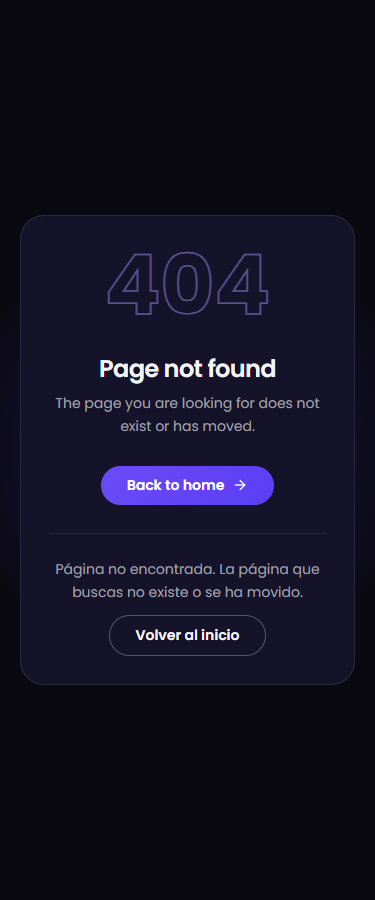 404
Page not found
The page you are looking for does not
exist or has moved.
Back to home →
Página no encontrada. La página que
buscas no existe o se ha movido.
Volver al inicio